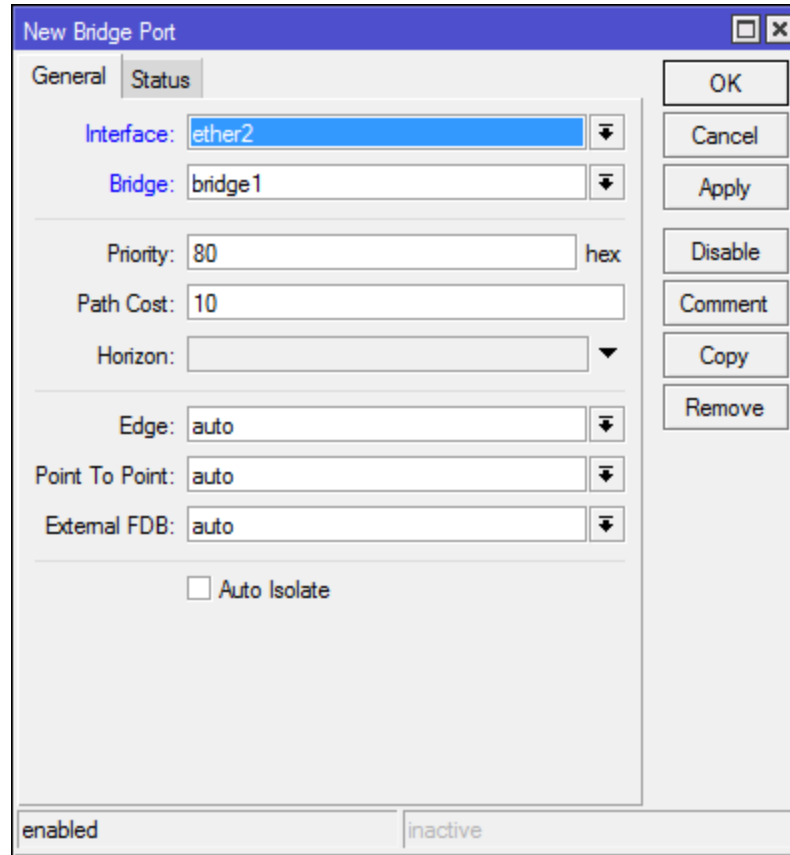 New Bridge Port
General Status
OK
Interface: ether2
Cancel
Bridge: bridge1
Apply
Priority: 80 hex
Disable
Path Cost: 10
Comment
Horizon:
Copy
Remove
Edge: auto
Point To Point: auto
External FDB: auto
Auto Isolate
enabled inactive